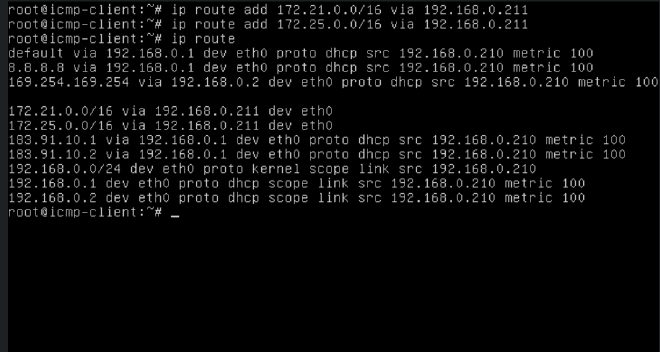 root@icmp-client:~# ip route add 172.21.0.0/16 via 192.168.0.211
root@icmp-client:~# ip route add 172.25.0.0/16 via 192.168.0.211
root@icmp-client:~# ip route
default via 192.168.0.1 dev eth0 proto dhcp src 192.168.0.210 metric 100
8.8.8.8 via 192.168.0.1 dev eth0 proto dhcp src 192.168.0.210 metric 100
169.254.169.254 via 192.168.0.2 dev eth0 proto dhcp src 192.168.0.210 metric 100
172.21.0.0/16 via 192.168.0.211 dev eth0
172.25.0.0/16 via 192.168.0.211 dev eth0
183.91.10.1 via 192.168.0.1 dev eth0 proto dhcp src 192.168.0.210 metric 100
183.91.10.2 via 192.168.0.1 dev eth0 proto dhcp src 192.168.0.210 metric 100
192.168.0.0/24 dev eth0 proto kernel scope link src 192.168.0.210
192.168.0.1 dev eth0 proto dhcp scope link src 192.168.0.210 metric 100
192.168.0.2 dev eth0 proto dhcp scope link src 192.168.0.210 metric 100
root@icmp-client:~# _